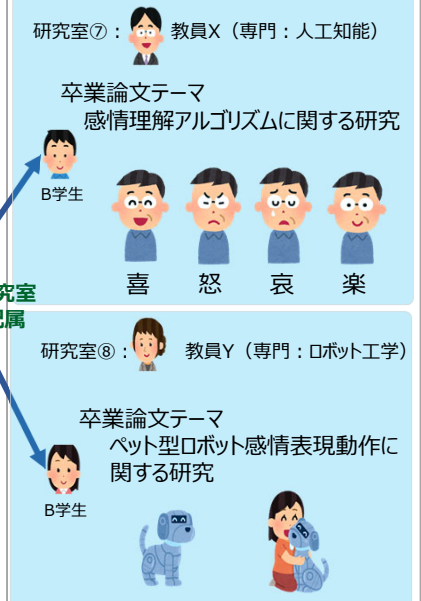 研究室⑦： 教員X（専門：人工知能）
卒業論文テーマ
感情理解アルゴリズムに関する研究
B学生
喜 怒 哀 楽
究室
配属
研究室⑧： 教員Y（専門：ロボット工学）
卒業論文テーマ
ペット型ロボット感情表現動作に
関する研究
B学生